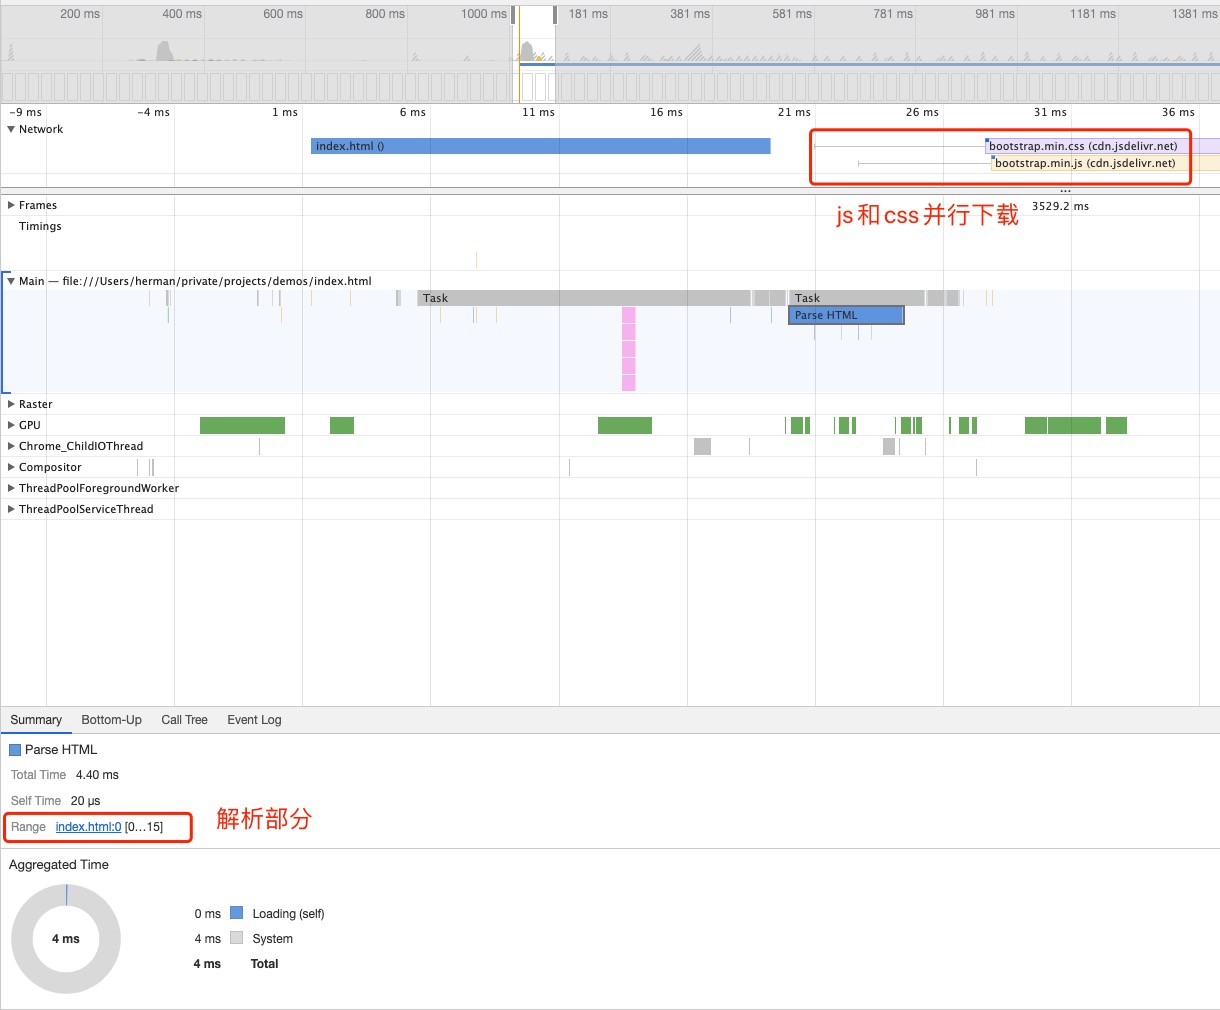 200 ms 400 ms 600 ms 800 ms 1000 ms 181 ms 381 ms 581 ms 781 ms 981 ms 1181 ms 1381 ms
-9 ms -4 ms 1 ms 6 ms 11 ms 16 ms 21 ms 26 ms 31 ms 36 ms
Network
index.html ()
bootstrap.min.css (cdn.jsdelivr.net)
bootstrap.min.js (cdn.jsdelivr.net)
...
Frames
3529.2 ms
js和css并行下载
Timings
Main — file:///Users/herman/private/projects/demos/index.html
Task Task
Parse HTML
Raster
GPU
Chrome_ChildIOThread
Compositor
ThreadPoolForegroundWorker
ThreadPoolServiceThread
Summary Bottom-Up Call Tree Event Log
Parse HTML
Total Time 4.40 ms
Self Time 20 μs
Range index.html:0 [0…15]
解析部分
Aggregated Time
0 ms Loading (self)
4 ms
4 ms System
4 ms Total